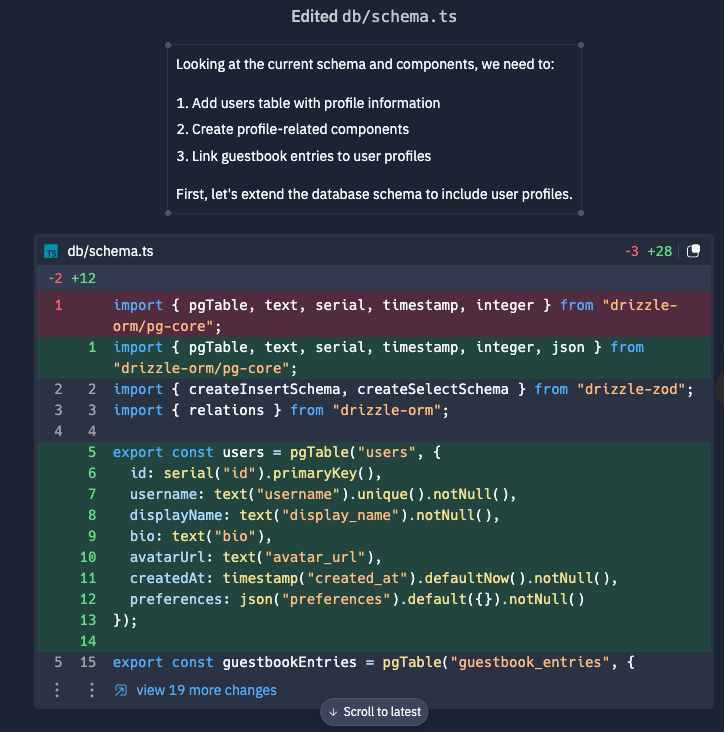 Edited db/schema.ts
Looking at the current schema and components, we need to:
1. Add users table with profile information
2. Create profile-related components
3. Link guestbook entries to user profiles
First, let's extend the database schema to include user profiles.
TS db/schema.ts -3 +28
-2 +12
1 import { pgTable, text, serial, timestamp, integer } from "drizzle-
orm/pg-core";
1 import { pgTable, text, serial, timestamp, integer, json } from
"drizzle-orm/pg-core";
2 2 import { createInsertSchema, createSelectSchema } from "drizzle-zod";
3 3 import { relations } from "drizzle-orm";
4 4
5 export const users = pgTable("users", {
6 id: serial("id").primaryKey(),
7 username: text("username").unique().notNull(),
8 displayName: text("display_name").notNull(),
9 bio: text("bio"),
10 avatarUrl: text("avatar_url"),
11 createdAt: timestamp("created_at").defaultNow().notNull(),
12 preferences: json("preferences").default({}).notNull()
13 });
14
5 15 export const guestbookEntries = pgTable("guestbook_entries", {
view 19 more changes
↓ Scroll to latest